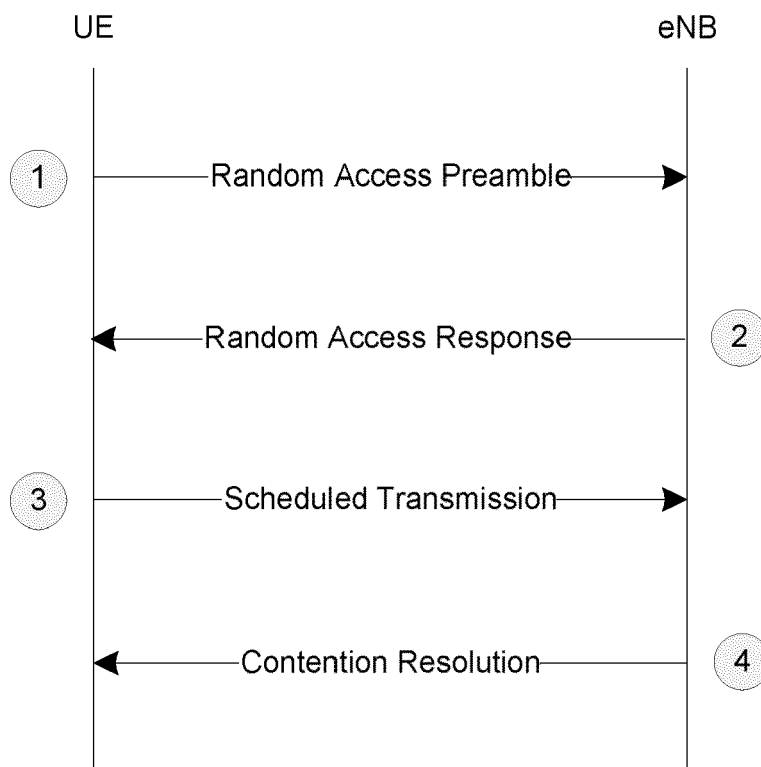 UE eNB
1 Random Access Preamble
Random Access Response 2
3 Scheduled Transmission
Contention Resolution 4